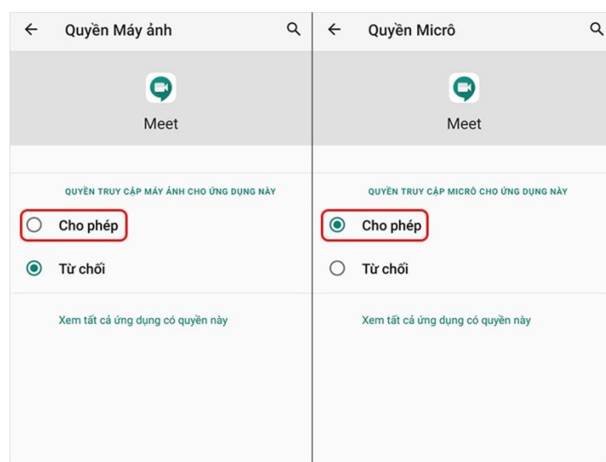 Quyền Máy ảnh
Meet
QUYỀN TRUY CẬP MÁY ẢNH CHO ỨNG DỤNG NÀY
Cho phép
Từ chối
Xem tất cả ứng dụng có quyền này
Quyền Micrô
Meet
QUYỀN TRUY CẬP MICRÔ CHO ỨNG DỤNG NÀY
Cho phép
Từ chối
Xem tất cả ứng dụng có quyền này